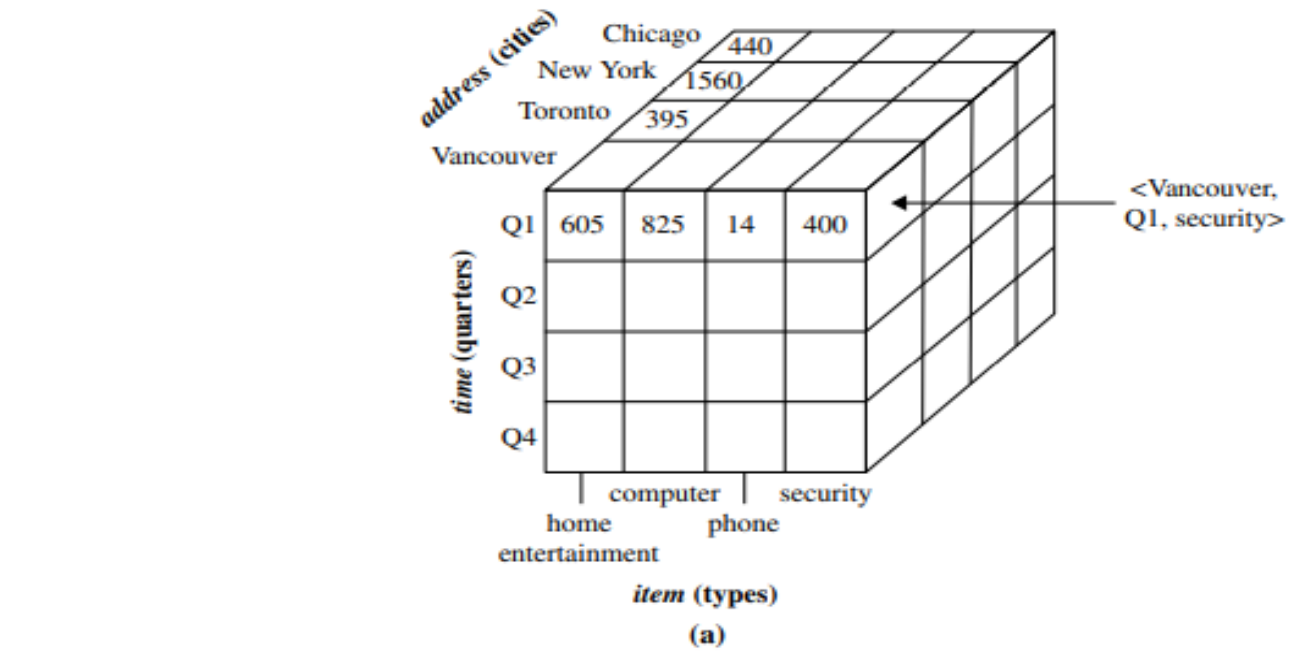 address (cities)
Chicago
440
New York
1560
Toronto
395
Vancouver
<Vancouver,
Q1, security>
Q1 605 825 14 400
Q2
Q3
Q4
time (quarters)
computer security
home phone
entertainment
item (types)
(a)